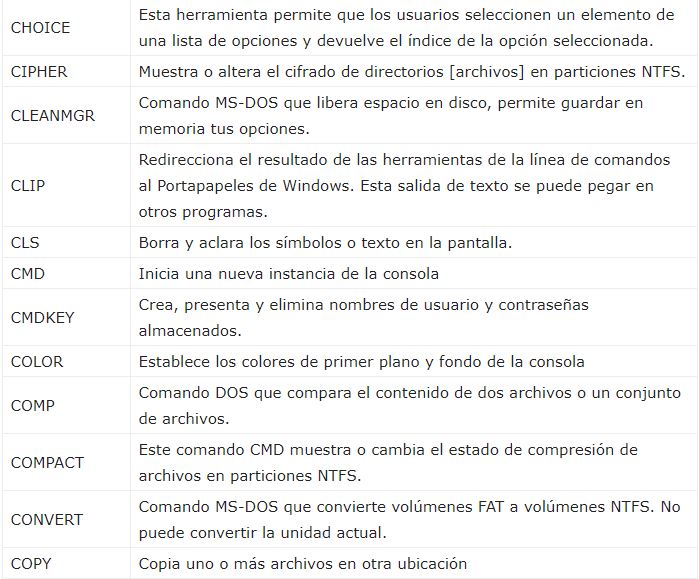 CHOICE
Esta herramienta permite que los usuarios seleccionen un elemento de
una lista de opciones y devuelve el índice de la opción seleccionada.
CIPHER
Muestra o altera el cifrado de directorios [archivos] en particiones NTFS.
CLEANMGR
Comando MS-DOS que libera espacio en disco, permite guardar en
memoria tus opciones.
CLIP
Redirecciona el resultado de las herramientas de la línea de comandos
al Portapapeles de Windows. Esta salida de texto se puede pegar en
otros programas.
CLS
Borra y aclara los símbolos o texto en la pantalla.
CMD
Inicia una nueva instancia de la consola
CMDKEY
Crea, presenta y elimina nombres de usuario y contraseñas
almacenados.
COLOR
Establece los colores de primer plano y fondo de la consola
COMP
Comando DOS que compara el contenido de dos archivos o un conjunto
de archivos.
COMPACT
Este comando CMD muestra o cambia el estado de compresión de
archivos en particiones NTFS.
CONVERT
Comando MS-DOS que convierte volúmenes FAT a volúmenes NTFS. No
puede convertir la unidad actual.
COPY
Copia uno o más archivos en otra ubicación